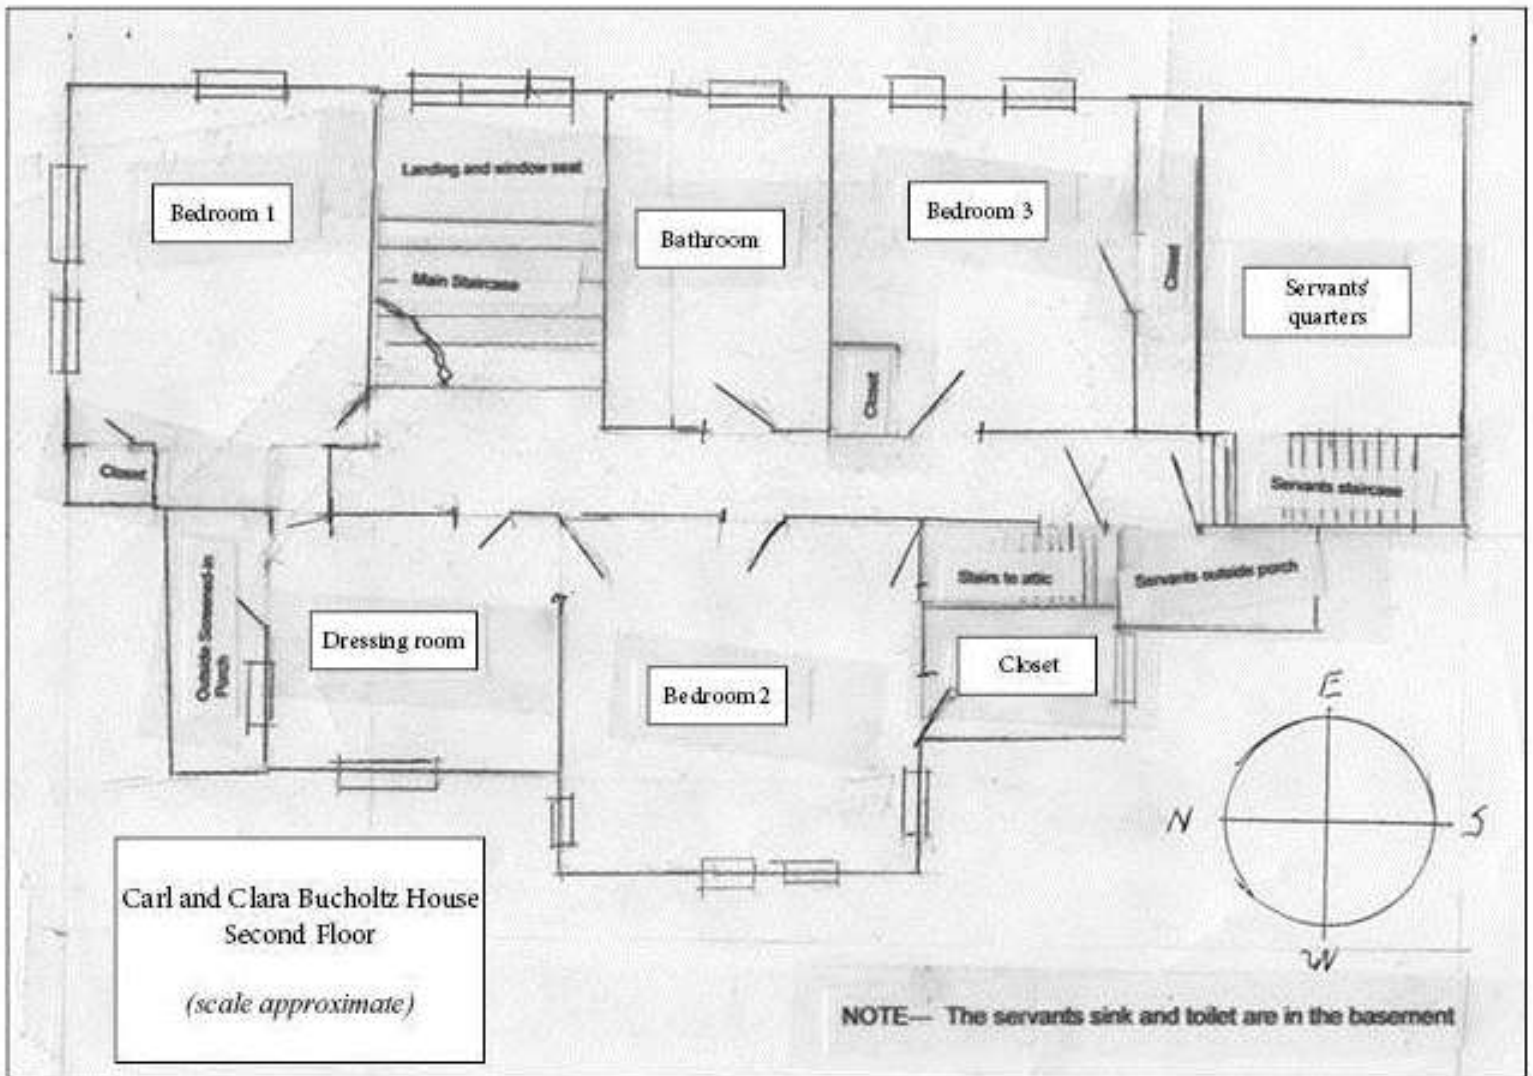 Landing and window seat
Bedroom 1
Bathroom
Bedroom 3
Closet
Servants'
quarters
Main Staircase
Closet
Closet
Servants staircase
Outside Screened-in
Porch
Dressing room
Bedroom 2
Stairs to attic
Servants outside porch
Closet
E
N
S
W
Carl and Clara Bucholtz House
Second Floor
(scale approximate)
NOTE— The servants sink and toilet are in the basement